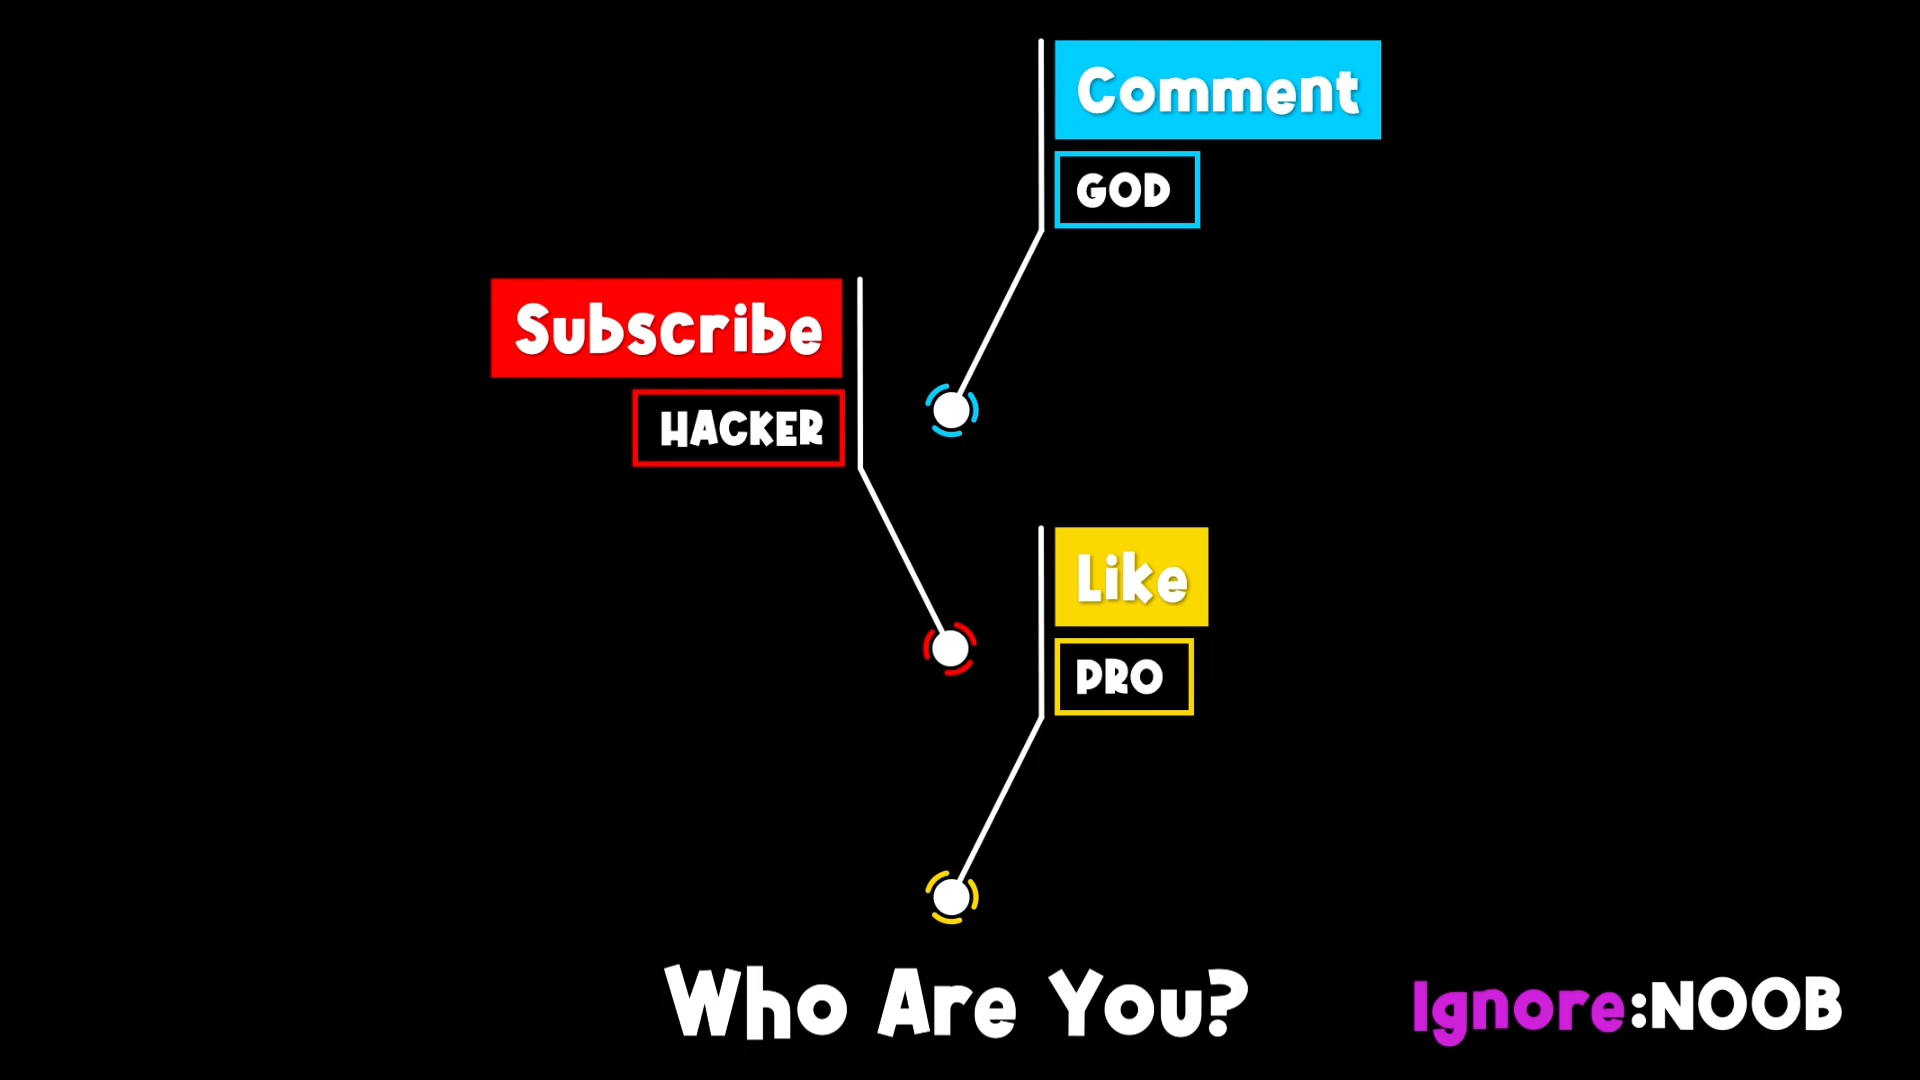 Comment
GOD
Subscribe
HACKER
Like
PRO
Who Are You?
Ignore:NOOB